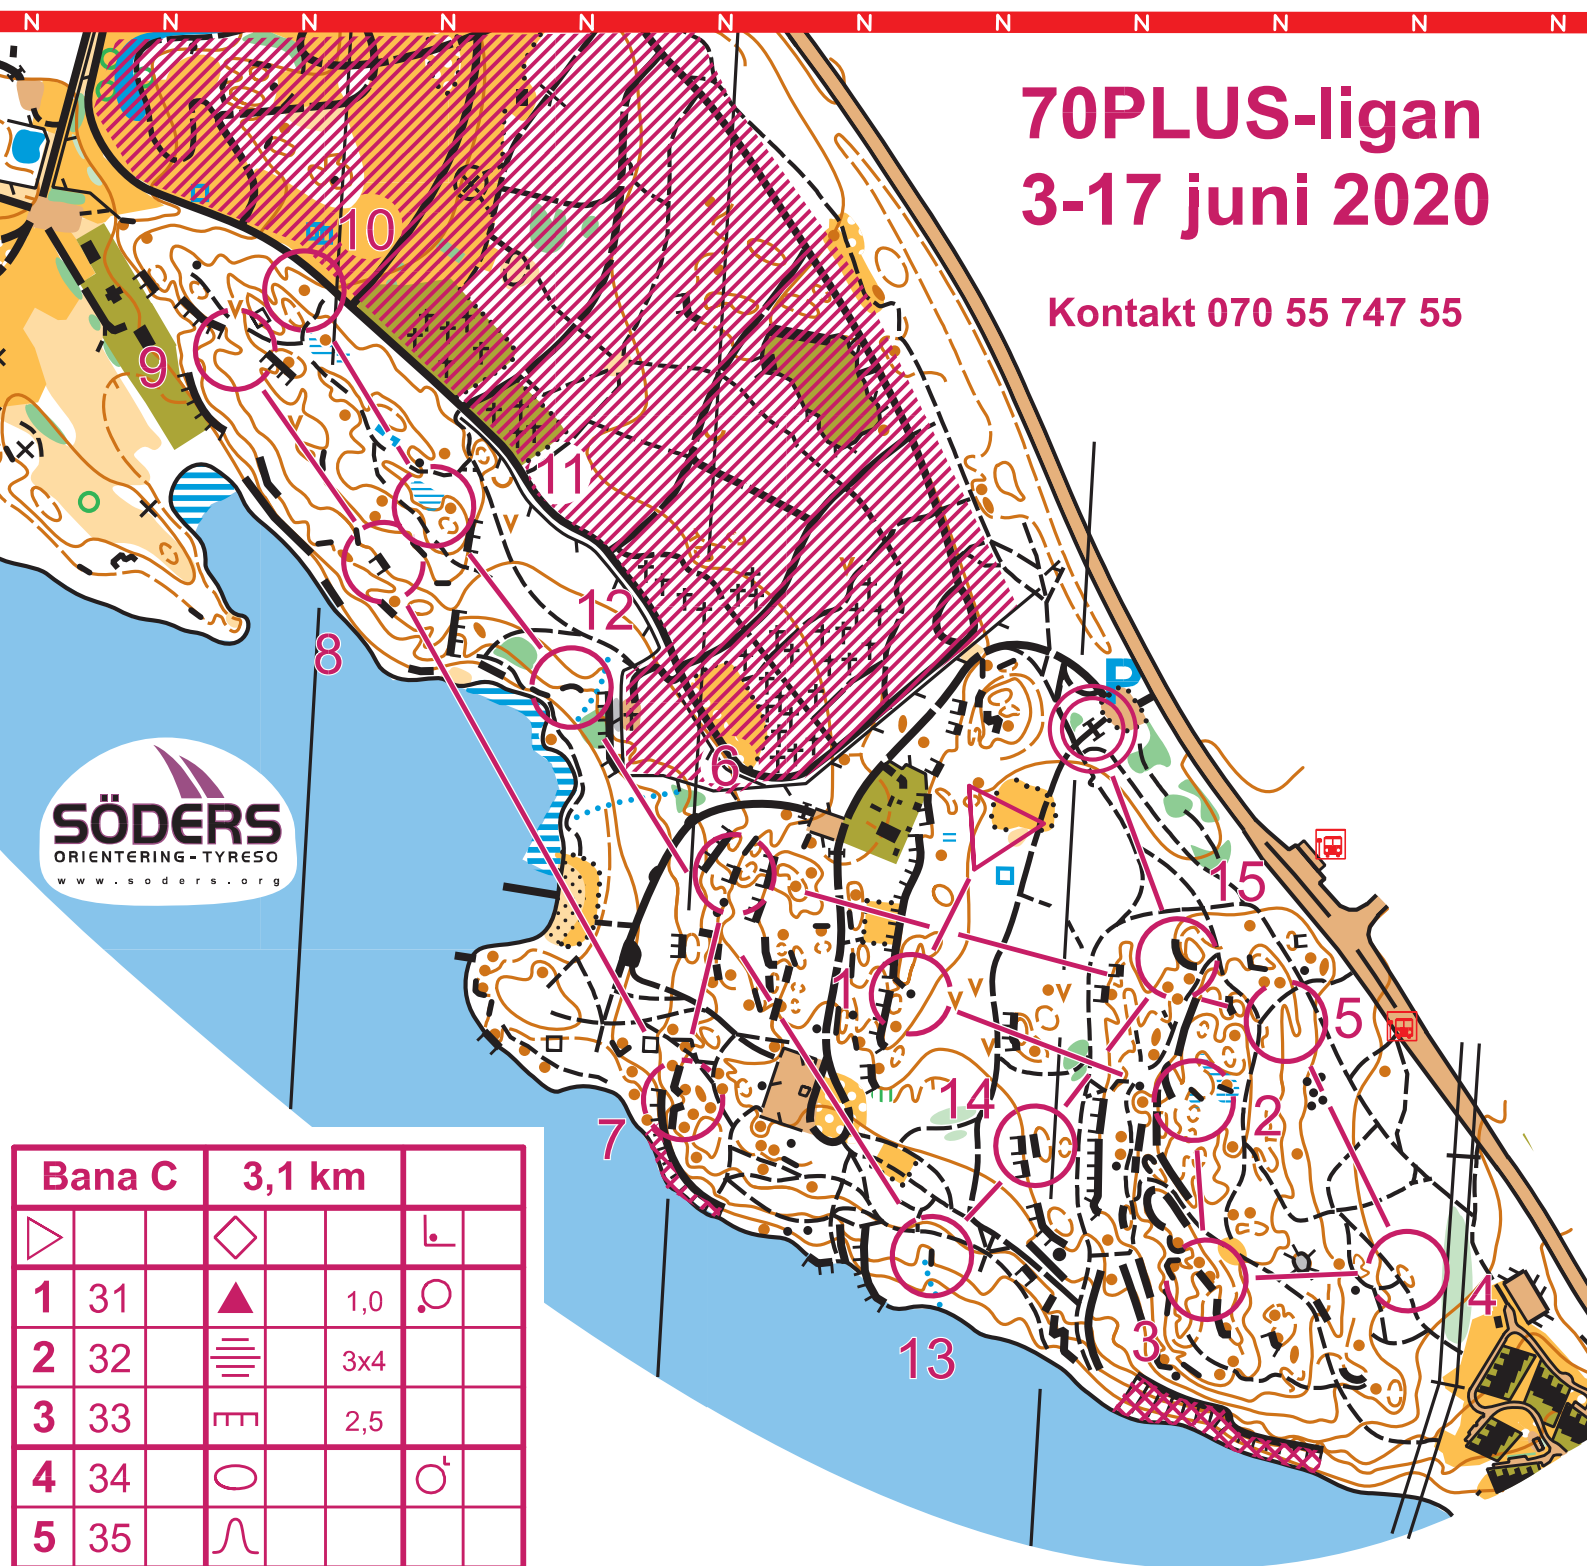 N N N N N N N N N N N N
70PLUS-ligan
3-17 juni 2020
Kontakt 070 55 747 55
10
9
11
12
8
P
6
SÖDERS
ORIENTERING-TYRESÖ
www.soders.org
15
1
5
14
2
7
4
3
13
Bana C 3,1 km
1 31 1,0
2 32 3x4
3 33 2,5
4 34
5 35